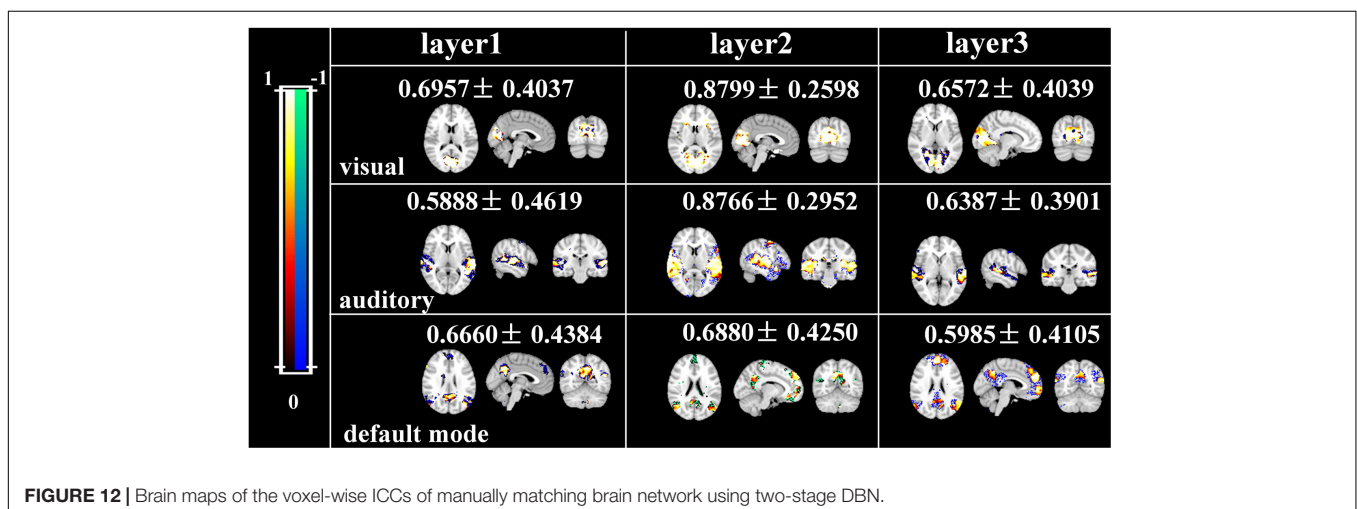 layer1 layer2 layer3
1 -1
0
0.6957± 0.4037 0.8799± 0.2598 0.6572± 0.4039
visual
0.5888± 0.4619 0.8766± 0.2952 0.6387± 0.3901
auditory
0.6660± 0.4384 0.6880± 0.4250 0.5985± 0.4105
default mode
FIGURE 12 | Brain maps of the voxel-wise ICCs of manually matching brain network using two-stage DBN.